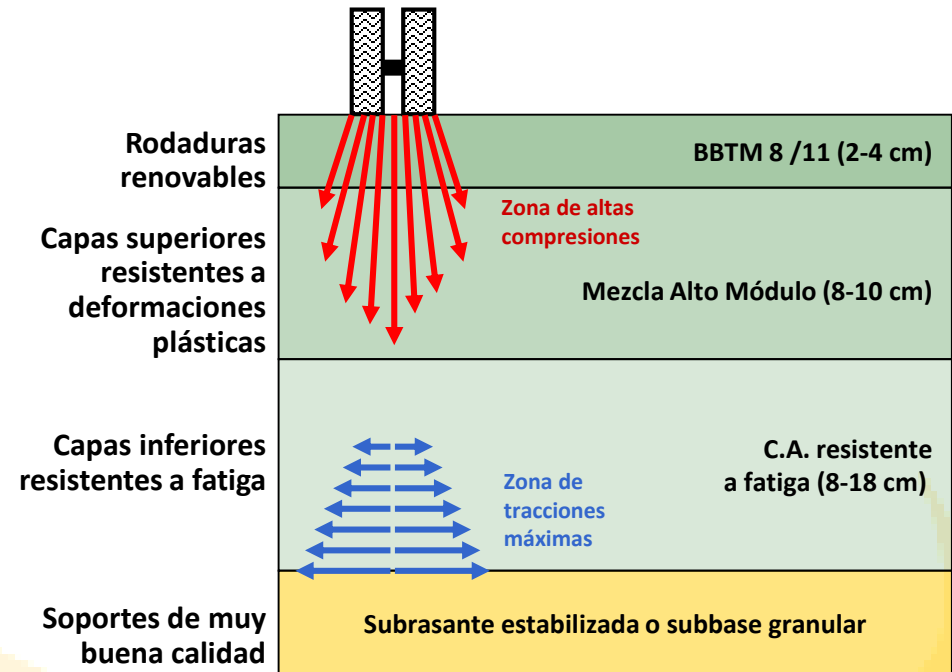 Rodaduras
renovables
BBTM 8 /11 (2-4 cm)
Zona de altas
compresiones
Capas superiores
resistentes a
deformaciones
plásticas
Mezcla Alto Módulo (8-10 cm)
Capas inferiores
resistentes a fatiga
C.A. resistente
a fatiga (8-18 cm)
Zona de
tracciones
máximas
Soportes de muy
buena calidad
Subrasante estabilizada o subbase granular